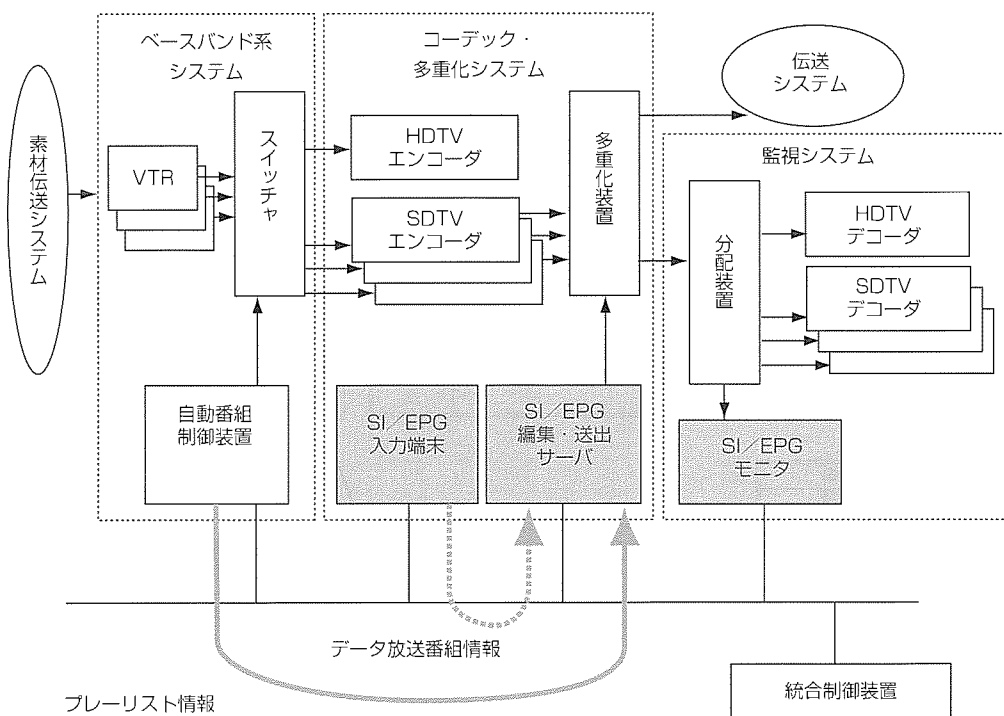 ベースバンド系
システム
コーデック・
多重化システム
伝送
システム
素材伝送システム
VTR
スイッチャ
HDTV
エンコーダ
SDTV
エンコーダ
多重化装置
監視システム
分配装置
HDTV
デコーダ
SDTV
デコーダ
自動番組
制御装置
SI／EPG
入力端末
SI／EPG
編集・送出
サーバ
SI／EPG
モニタ
データ放送番組情報
プレーリスト情報
統合制御装置